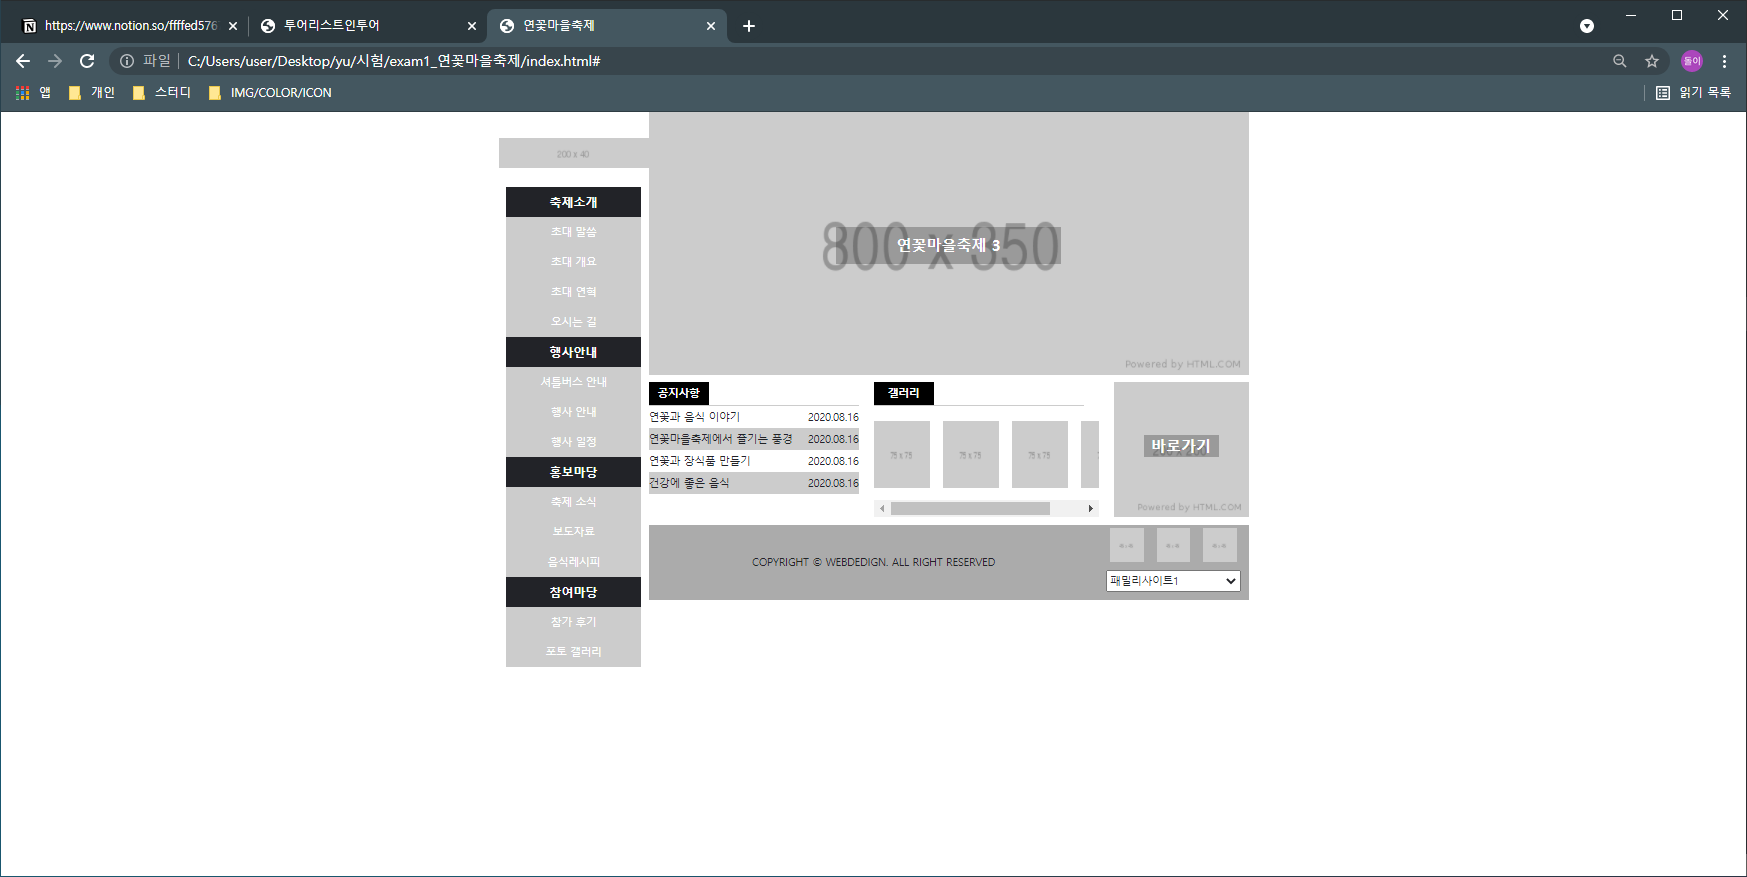 https://www.notion.so/ffffed576
투어리스트인투어
연꽃마을축제
파일
C:/Users/user/Desktop/yu/시험/exam1_연꽃마을축제/index.html#
돌이
앱
개인
스터디
IMG/COLOR/ICON
읽기 목록
200 x 40
축제소개
초대 말씀
초대 개요
초대 연혁
오시는 길
행사안내
셔틀버스 안내
행사 안내
행사 일정
홍보마당
축제 소식
보도자료
음식레시피
참여마당
참가 후기
포토 갤러리
800 x 350
연꽃마을축제 3
Powered by HTML.COM
공지사항
연꽃과 음식 이야기 2020.08.16
연꽃마을축제에서 즐기는 풍경 2020.08.16
연꽃과 장식품 만들기 2020.08.16
건강에 좋은 음식 2020.08.16
갤러리
75 x 75
75 x 75
75 x 75
바로가기
Powered by HTML.COM
COPYRIGHT © WEBDEDIGN. ALL RIGHT RESERVED
패밀리사이트1